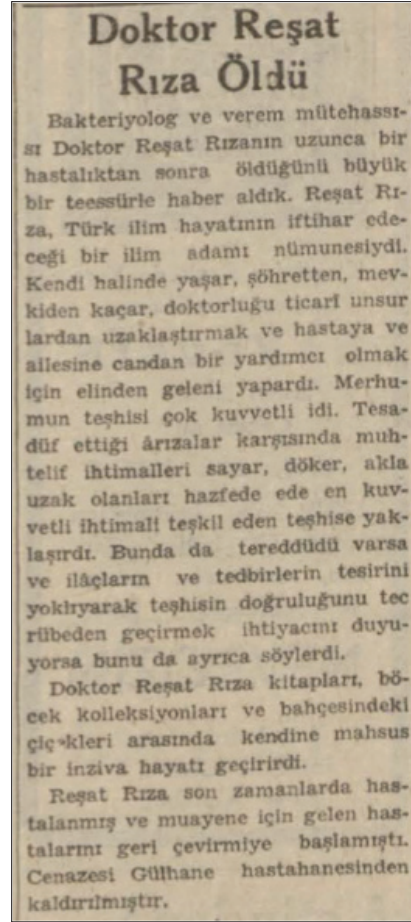 Doktor Reşat
Rıza Öldü
Bakteriyolog ve verem mütehassı-
sı Doktor Reşat Rızanın uzunca bir
hastalıktan sonra öldüğünü büyük
bir teessürle haber aldık. Reşat Rı-
za, Türk ilim hayatının iftihar ede-
ceği bir ilim adamı nümunesiydi.
Kendi halinde yaşar, şöhretten, mev-
kiden kaçar, doktorluğu ticarî unsur
lardan uzaklaştırmak ve hastaya ve
ailesine candan bir yardımcı olmak
için elinden geleni yapardı. Merhu-
mun teşhisi çok kuvvetli idi. Tesa-
düf ettiği ârızalar karşısında muh-
telif ihtimalleri sayar, döker, akla
uzak olanları hazfede ede en kuv-
vetli ihtimali teşkil eden teşhise yak-
laşırdı. Bunda da tereddüdü varsa
ve ilâçların ve tedbirlerin tesirini
yoklıyarak teşhisin doğruluğunu tec
rübeden geçirmek ihtiyacını duyu-
yorsa bunu da ayrıca söylerdi.
Doktor Reşat Rıza kitapları, bö-
cek kolleksiyonları ve bahçesindeki
çiçekleri arasında kendine mahsus
bir inziva hayatı geçirirdi.
Reşat Rıza son zamanlarda has-
talanmış ve muayene için gelen has-
talarını geri çevirmiye başlamıştı.
Cenazesi Gülhane hastahanesinden
kaldırılmıştır.